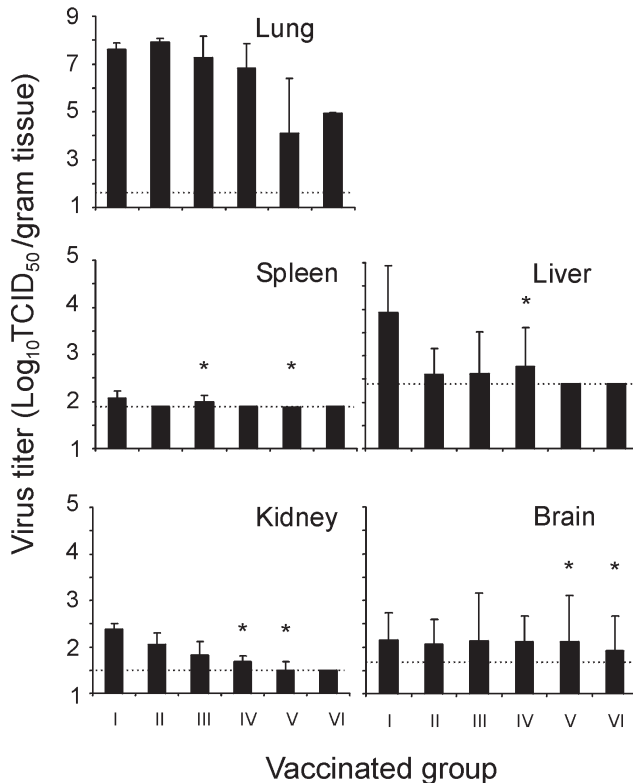 Virus titer (Log10TCID50/gram tissue)
9
7
5
3
1
Lung
5
4
3
2
1
Spleen
*
*
Liver
*
5
4
3
2
1
Kidney
*
*
Brain
*
*
I II III IV V VI
I II III IV V VI
Vaccinated group